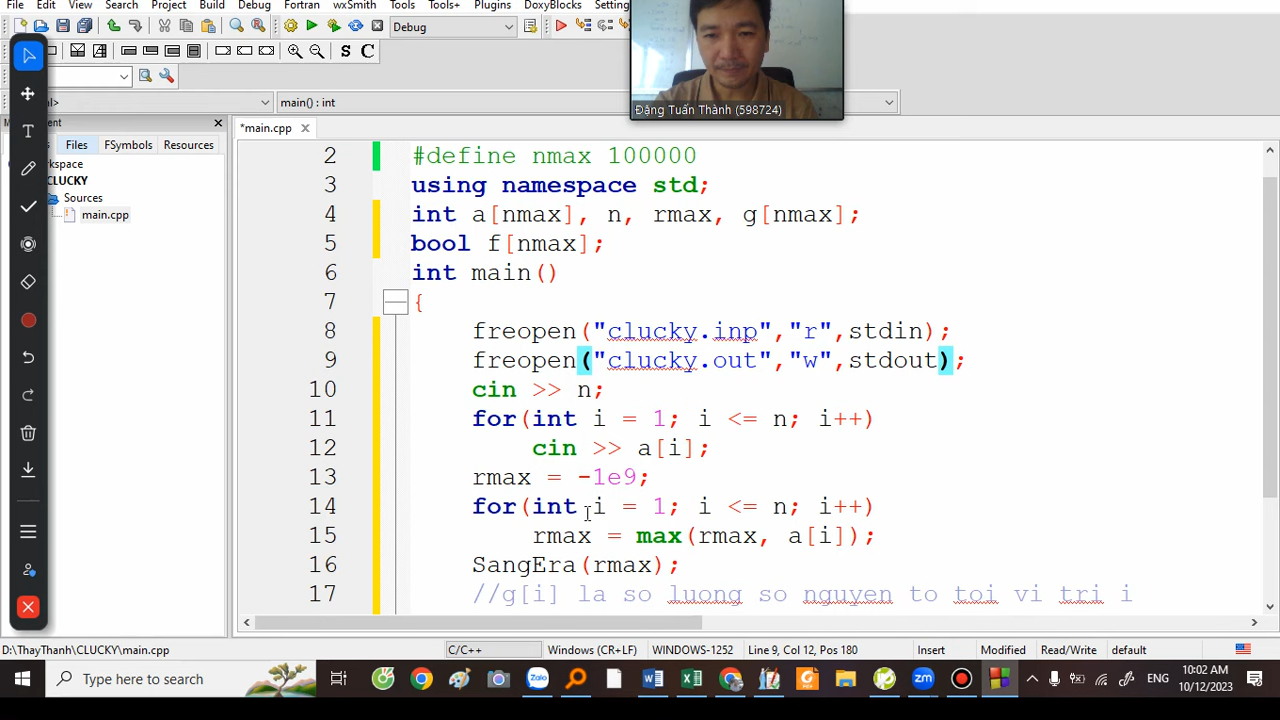 File Edit View Search Project Build Debug Fortran wxSmith Tools Tools+ Plugins DoxyBlocks Setting
Debug
S C
main() : int
Đặng Tuấn Thành (598724)
Files FSymbols Resources
*main.cpp
CLUCKY
Sources
main.cpp
2 #define nmax 100000
3 using namespace std;
4 int a[nmax], n, rmax, g[nmax];
5 bool f[nmax];
6 int main()
7 {
8 freopen("clucky.inp","r",stdin);
9 freopen("clucky.out","w",stdout);
10 cin >> n;
11 for(int i = 1; i <= n; i++)
12 cin >> a[i];
13 rmax = -1e9;
14 for(int i = 1; i <= n; i++)
15 rmax = max(rmax, a[i]);
16 SangEra(rmax);
17 //g[i] la so luong so nguyen to toi vi tri i
D:\ThayThanh\CLUCKY\main.cpp C/C++ Windows (CR+LF) WINDOWS-1252 Line 9, Col 12, Pos 180 Insert Modified Read/Write default
Type here to search
Zalo
zm
ENG
10:02 AM
10/12/2023